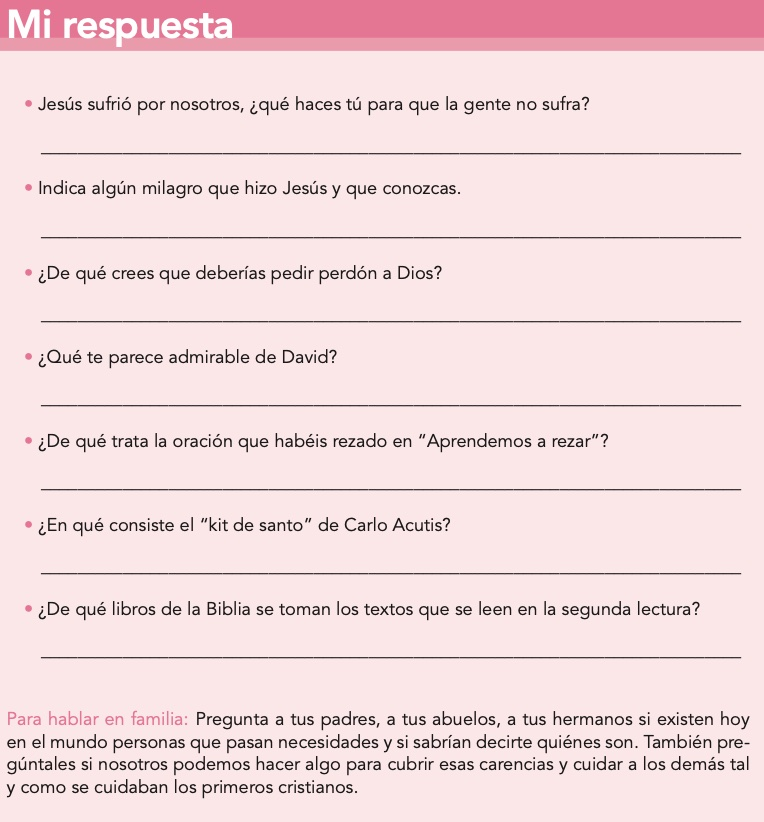 Mi respuesta
• Jesús sufrió por nosotros, ¿qué haces tú para que la gente no sufra?
• Indica algún milagro que hizo Jesús y que conozcas.
• ¿De qué crees que deberías pedir perdón a Dios?
• ¿Qué te parece admirable de David?
• ¿De qué trata la oración que habéis rezado en “Aprendemos a rezar”?
• ¿En qué consiste el “kit de santo” de Carlo Acutis?
• ¿De qué libros de la Biblia se toman los textos que se leen en la segunda lectura?
Para hablar en familia: Pregunta a tus padres, a tus abuelos, a tus hermanos si existen hoy
en el mundo personas que pasan necesidades y si sabrían decirte quiénes son. También pre-
gúntales si nosotros podemos hacer algo para cubrir esas carencias y cuidar a los demás tal
y como se cuidaban los primeros cristianos.